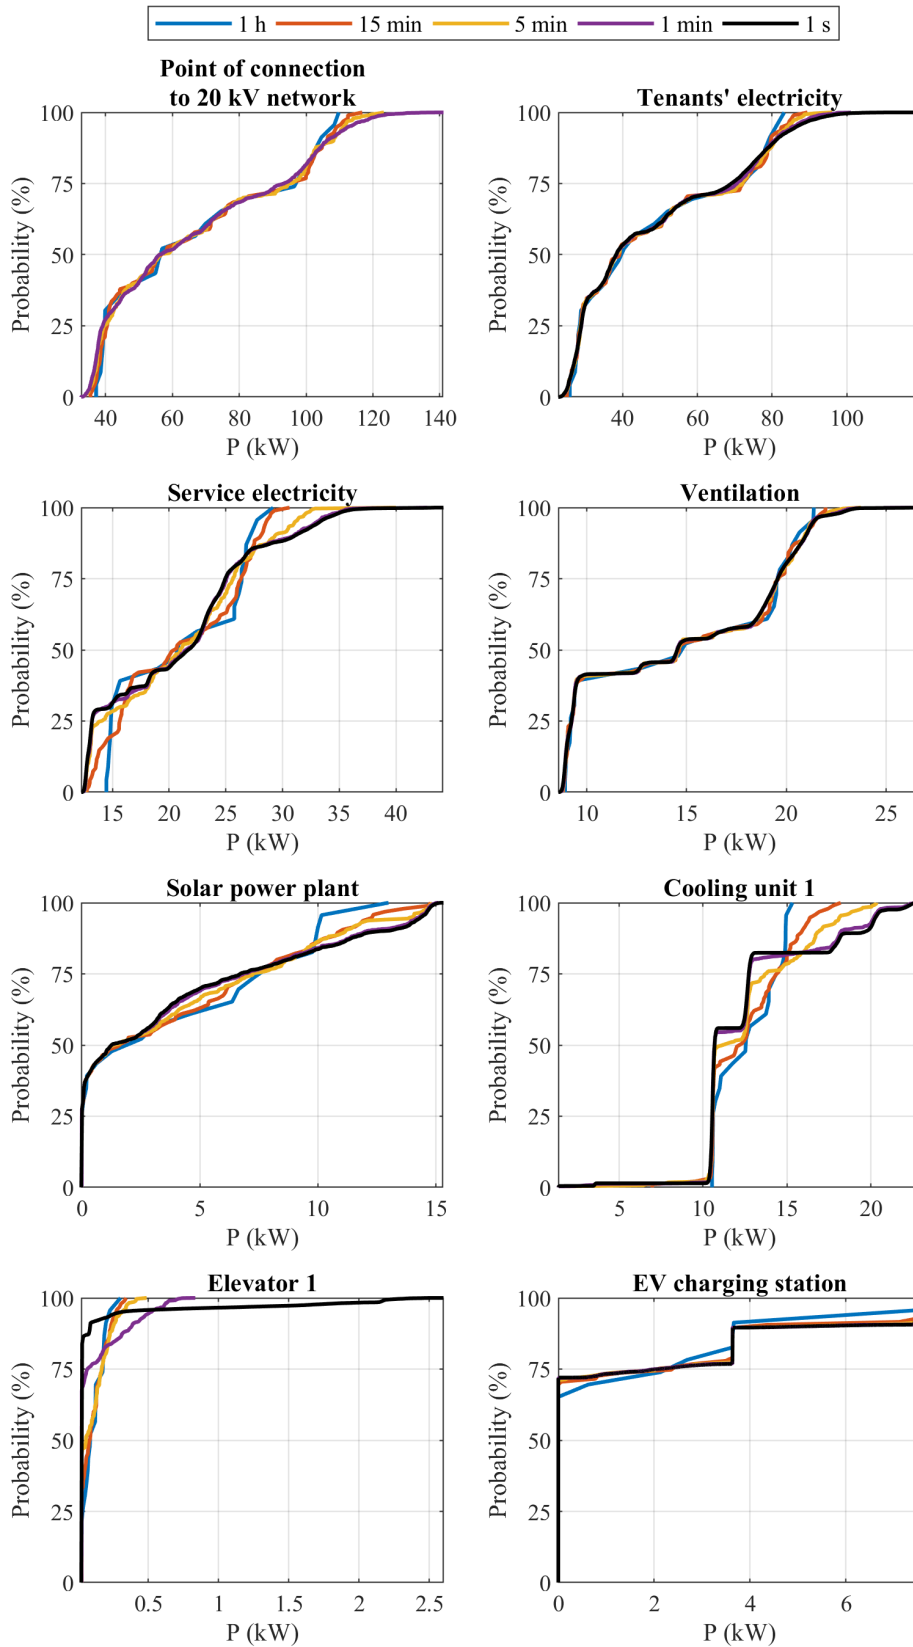 1 h 15 min 5 min 1 min 1 s
Point of connection
to 20 kV network
100
75
50
25
0
Probability (%)
40 60 80 100 120 140
P (kW)
Tenants' electricity
100
75
50
25
0
Probability (%)
40 60 80 100
P (kW)
Service electricity
100
75
50
25
0
Probability (%)
15 20 25 30 35 40
P (kW)
Ventilation
100
75
50
25
0
Probability (%)
10 15 20 25
P (kW)
Solar power plant
100
75
50
25
0
Probability (%)
0 5 10 15
P (kW)
Cooling unit 1
100
75
50
25
0
Probability (%)
5 10 15 20
P (kW)
Elevator 1
100
75
50
25
0
Probability (%)
0.5 1 1.5 2 2.5
P (kW)
EV charging station
100
75
50
25
0
Probability (%)
0 2 4 6
P (kW)